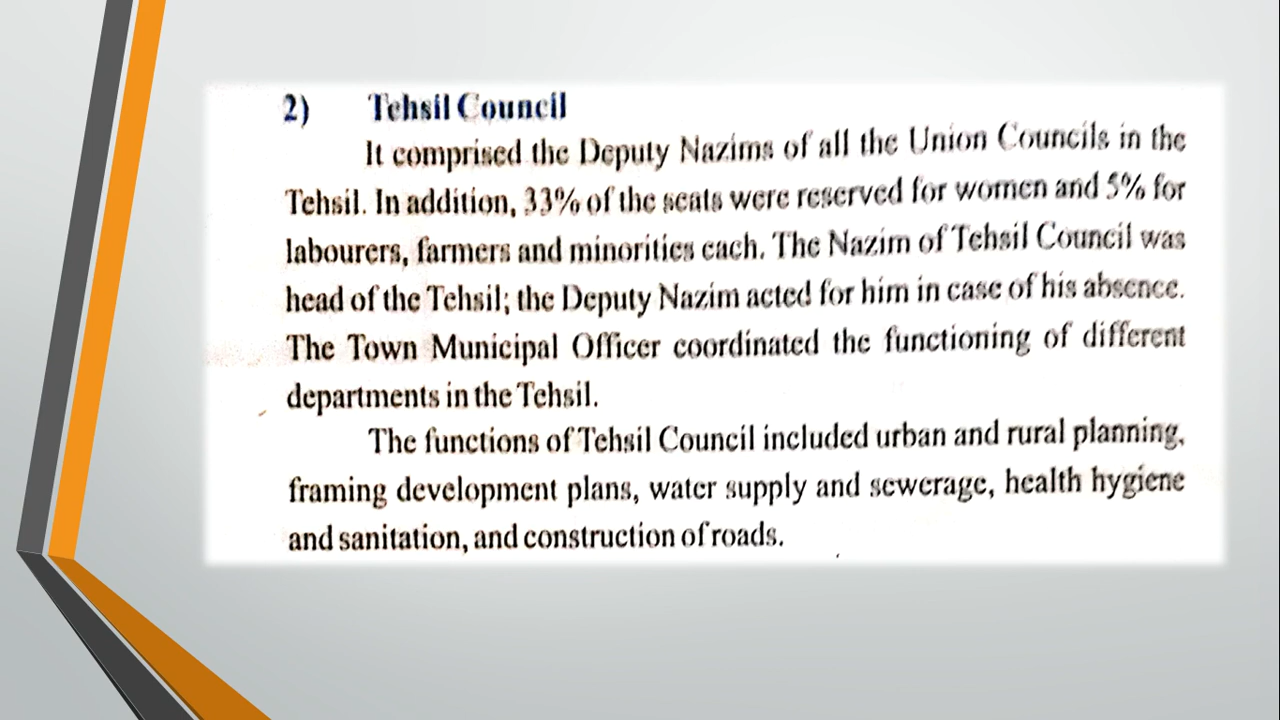 2) Tehsil Council
It comprised the Deputy Nazims of all the Union Councils in the
Tehsil. In addition, 33% of the seats were reserved for women and 5% for
labourers, farmers and minorities each. The Nazim of Tehsil Council was
head of the Tehsil; the Deputy Nazim acted for him in case of his absence.
The Town Municipal Officer coordinated the functioning of different
departments in the Tehsil.
The functions of Tehsil Council included urban and rural planning,
framing development plans, water supply and sewerage, health hygiene
and sanitation, and construction of roads.